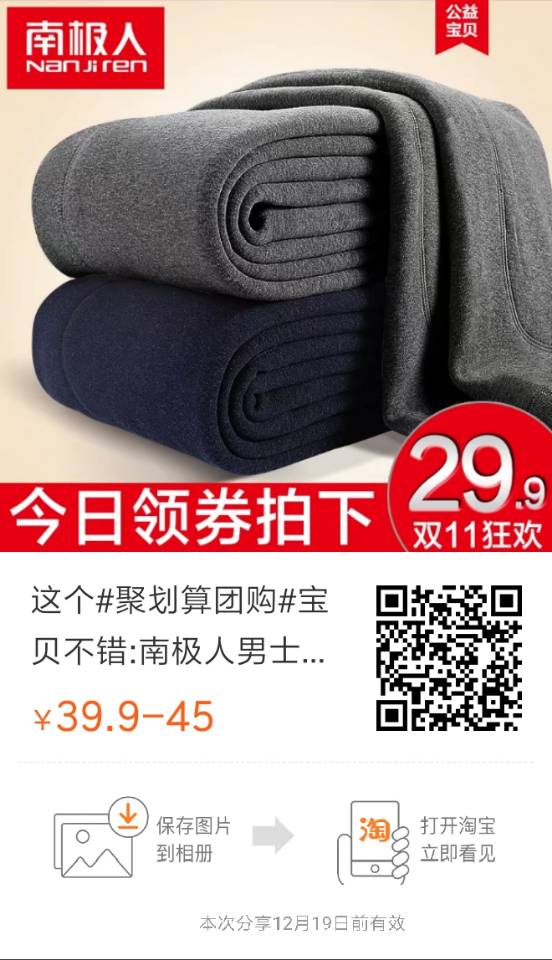 南极人
NanJiren
公益
宝贝
今日领券拍下
29.9
双11狂欢
这个#聚划算团购#宝
贝不错:南极人男士...
¥39.9-45
保存图片
到相册
淘
打开淘宝
立即看见
本次分享12月19日前有效